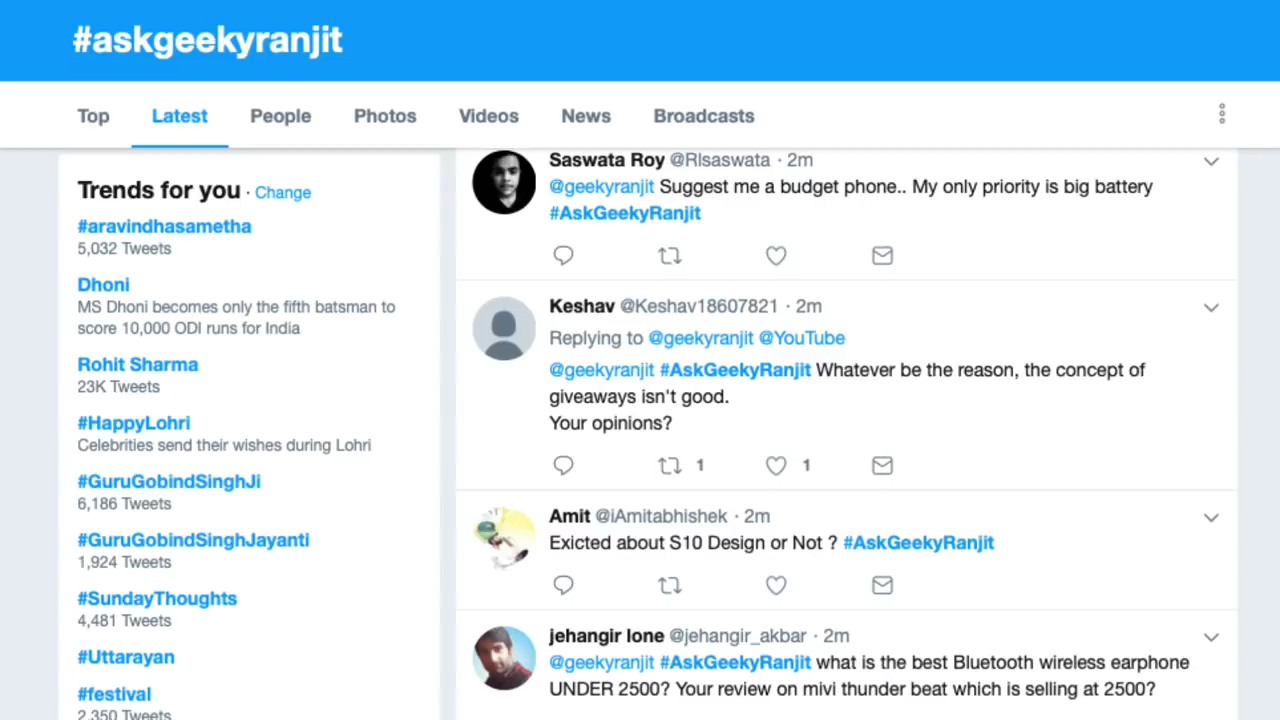 #askgeekyranjit
Top Latest People Photos Videos News Broadcasts
Trends for you · Change
#aravindhasametha
5,032 Tweets
Dhoni
MS Dhoni becomes only the fifth batsman to
score 10,000 ODI runs for India
Rohit Sharma
23K Tweets
#HappyLohri
Celebrities send their wishes during Lohri
#GuruGobindSinghJi
6,186 Tweets
#GuruGobindSinghJayanti
1,924 Tweets
#SundayThoughts
4,481 Tweets
#Uttarayan
#festival
2,350 Tweets
Saswata Roy @Rlsaswata · 2m
@geekyranjit Suggest me a budget phone.. My only priority is big battery
#AskGeekyRanjit
Keshav @Keshav18607821 · 2m
Replying to @geekyranjit @YouTube
@geekyranjit #AskGeekyRanjit Whatever be the reason, the concept of
giveaways isn't good.
Your opinions?
1 1
Amit @iAmitabhishek · 2m
Exicted about S10 Design or Not ? #AskGeekyRanjit
jehangir lone @jehangir_akbar · 2m
@geekyranjit #AskGeekyRanjit what is the best Bluetooth wireless earphone
UNDER 2500? Your review on mivi thunder beat which is selling at 2500?